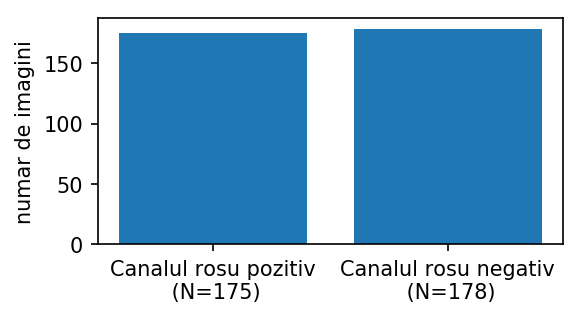 numar de imagini
150
100
50
0
Canalul rosu pozitiv
(N=175)
Canalul rosu negativ
(N=178)